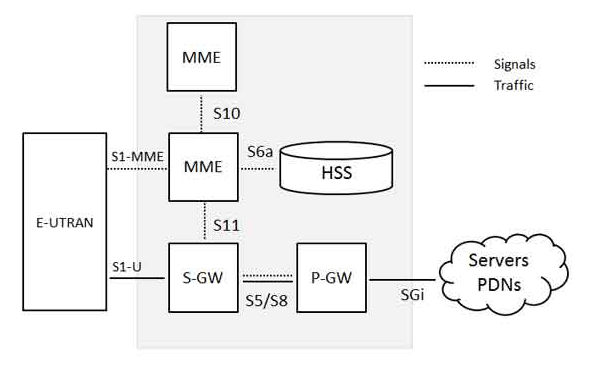 MME
Signals
Traffic
S10
S1-MME
MME
S6a
HSS
E-UTRAN
S11
S1-U
S-GW
S5/S8
P-GW
SGi
Servers
PDNs